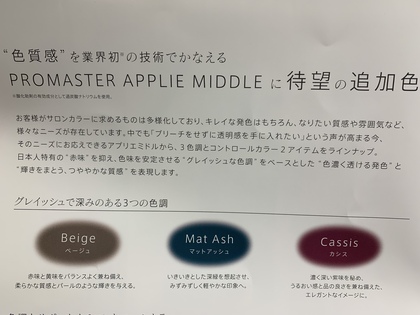 “色質感”を業界初※の技術でかなえる
PROMASTER APPLIE MIDDLE に 待望の追加色
お客様がサロンカラーに求めるものは多様化しており、キレイな発色はもちろん、なりたい質感や雰囲気など、
様々なニーズが存在しています。中でも「ブリーチをせずに透明感を手に入れたい」という声が高まる今、
そのニーズにお応えできるアプリエミドルから、3色調とコントロールカラー2アイテムをラインナップ。
日本人特有の“赤味”を抑え、色味を安定させる“グレイッシュな色調”をベースとした“色濃く透ける発色”と
“輝きをまとう、つややかな質感”を表現します。
グレイッシュで深みのある3つの色調
Beige
ベージュ
Mat Ash
マットアッシュ
Cassis
カシス
赤味と黄味をバランスよく兼ね備え、
柔らかな質感とパールのような輝きを与える。
いきいきとした深緑を想起させ、
みずみずしく軽やかな印象へ。
濃く深い紫味を秘め、
うるおい感と品の良さを兼ね備えた、
エレガントなイメージに。